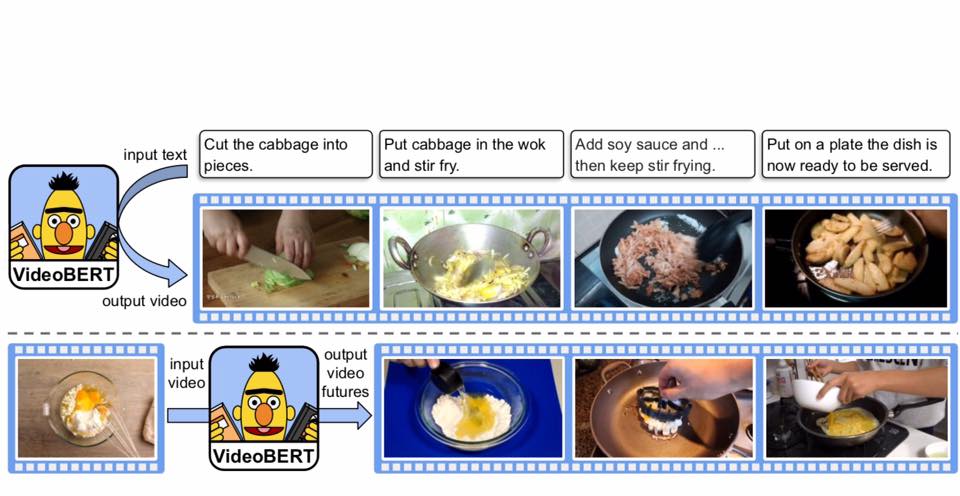 input text
Cut the cabbage into
pieces.
Put cabbage in the wok
and stir fry.
Add soy sauce and ...
then keep stir frying.
Put on a plate the dish is
now ready to be served.
VideoBERT
output video
input
video
VideoBERT
output
video
futures